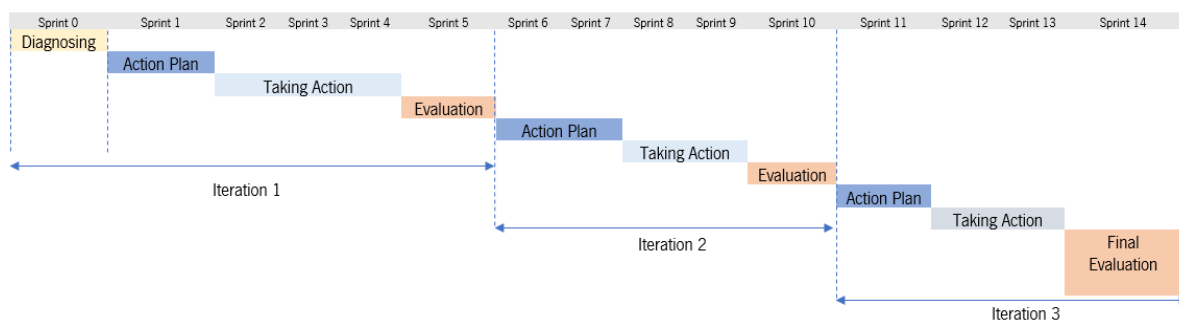 Sprint 0 Sprint 1 Sprint 2 Sprint 3 Sprint 4 Sprint 5 Sprint 6 Sprint 7 Sprint 8 Sprint 9 Sprint 10 Sprint 11 Sprint 12 Sprint 13 Sprint 14
Diagnosing
Action Plan
Taking Action
Evaluation
Action Plan
Taking Action
Evaluation
Iteration 1
Action Plan
Taking Action
Iteration 2
Final
Evaluation
Iteration 3